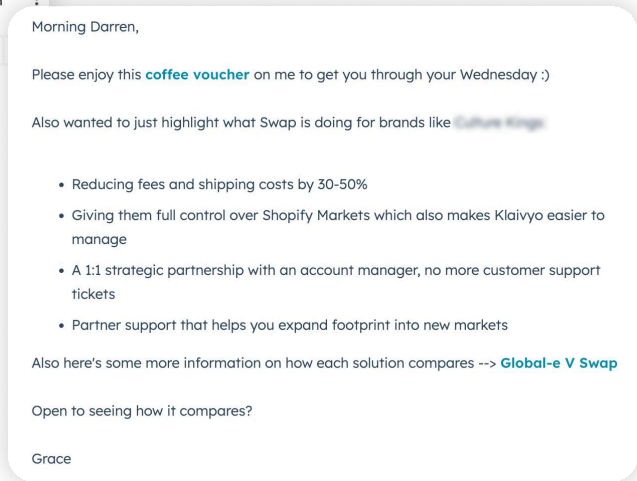 Morning Darren,
Please enjoy this coffee voucher on me to get you through your Wednesday :)
Also wanted to just highlight what Swap is doing for brands like
• Reducing fees and shipping costs by 30-50%
• Giving them full control over Shopify Markets which also makes Klaivyo easier to
manage
• A 1:1 strategic partnership with an account manager, no more customer support
tickets
• Partner support that helps you expand footprint into new markets
Also here's some more information on how each solution compares --> Global-e V Swap
Open to seeing how it compares?
Grace